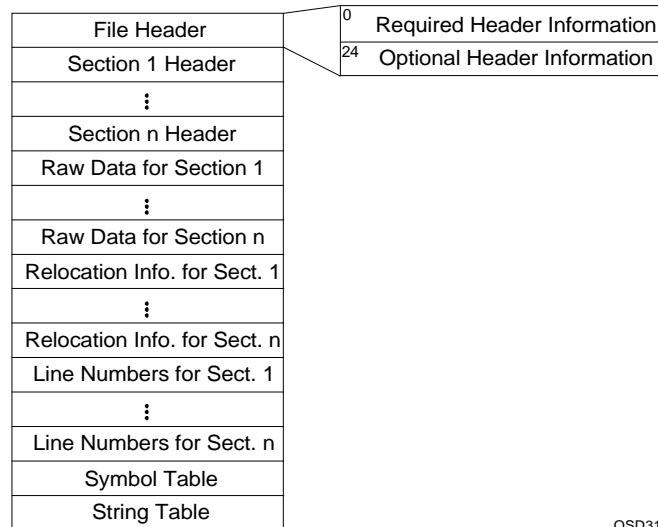 File Header
0 Required Header Information
24 Optional Header Information
Section 1 Header
Section n Header
Raw Data for Section 1
Raw Data for Section n
Relocation Info. for Sect. 1
Relocation Info. for Sect. n
Line Numbers for Sect. 1
Line Numbers for Sect. n
Symbol Table
String Table